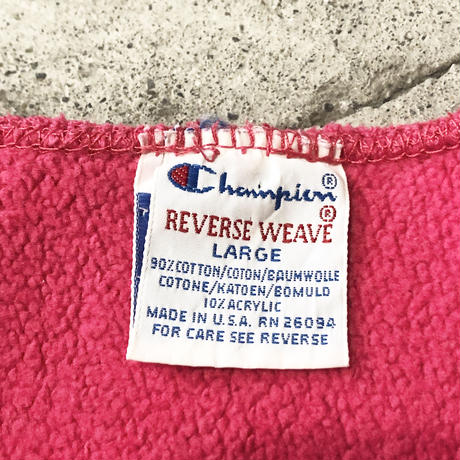 Champion®
REVERSE WEAVE®
LARGE
90% COTTON/COTON/BAUMWOLLE
COTONE/KATOEN/BOMULD
10% ACRYLIC
MADE IN U.S.A. RN 26094
FOR CARE SEE REVERSE